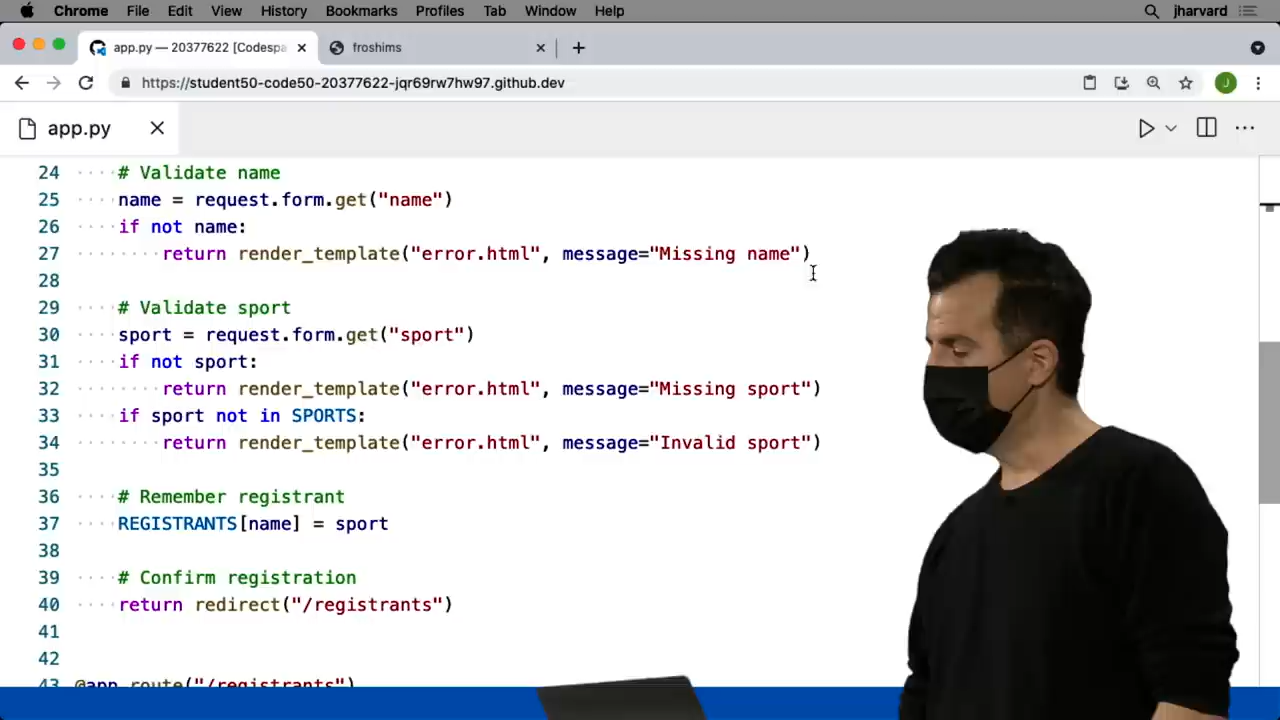 Chrome File Edit View History Bookmarks Profiles Tab Window Help jharvard
app.py — 20377622 [Codespa froshims
https://student50-code50-20377622-jqr69rw7hw97.github.dev J
app.py
24 # Validate name
25 name = request.form.get("name")
26 if not name:
27 return render_template("error.html", message="Missing name")
28
29 # Validate sport
30 sport = request.form.get("sport")
31 if not sport:
32 return render_template("error.html", message="Missing sport")
33 if sport not in SPORTS:
34 return render_template("error.html", message="Invalid sport")
35
36 # Remember registrant
37 REGISTRANTS[name] = sport
38
39 # Confirm registration
40 return redirect("/registrants")
41
42
43 @app.route("/registrants")